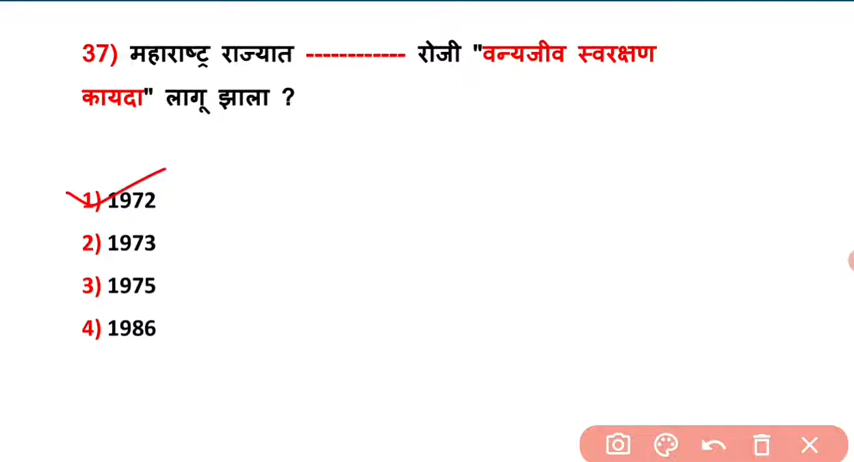 37) महाराष्ट्र राज्यात ------------ रोजी "वन्यजीव स्वरक्षण
कायदा" लागू झाला ?
1) 1972
2) 1973
3) 1975
4) 1986